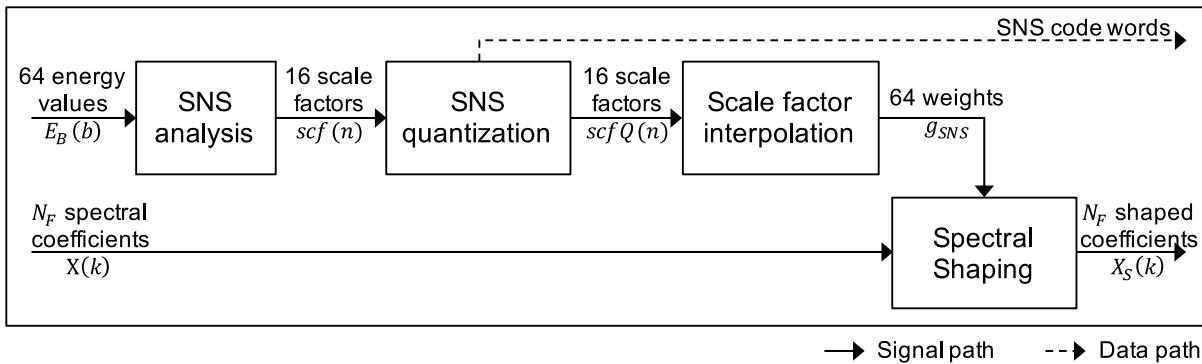 SNS code words
64 energy
values
E_B(b)
SNS
analysis
16 scale
factors
scf(n)
SNS
quantization
16 scale
factors
scfQ(n)
Scale factor
interpolation
64 weights
g_SNS
N_F spectral
coefficients
X(k)
Spectral
Shaping
N_F shaped
coefficients
X_S(k)
Signal path
Data path